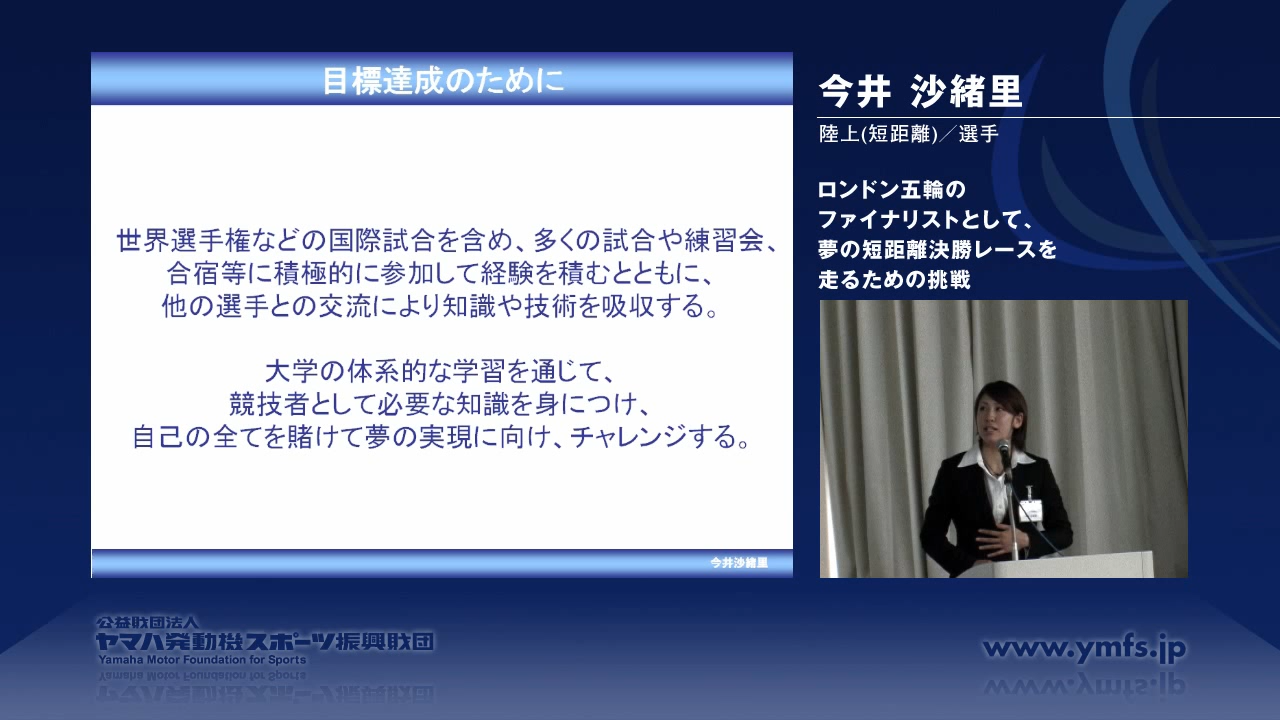 目標達成のために
世界選手権などの国際試合を含め、多くの試合や練習会、
合宿等に積極的に参加して経験を積むとともに、
他の選手との交流により知識や技術を吸収する。
大学の体系的な学習を通じて、
競技者として必要な知識を身につけ、
自己の全てを賭けて夢の実現に向け、チャレンジする。
今井沙緒里
今井 沙緒里
陸上(短距離)／選手
ロンドン五輪の
ファイナリストとして、
夢の短距離決勝レースを
走るための挑戦
公益財団法人
ヤマハ発動機スポーツ振興財団
Yamaha Motor Foundation for Sports
www.ymfs.jp